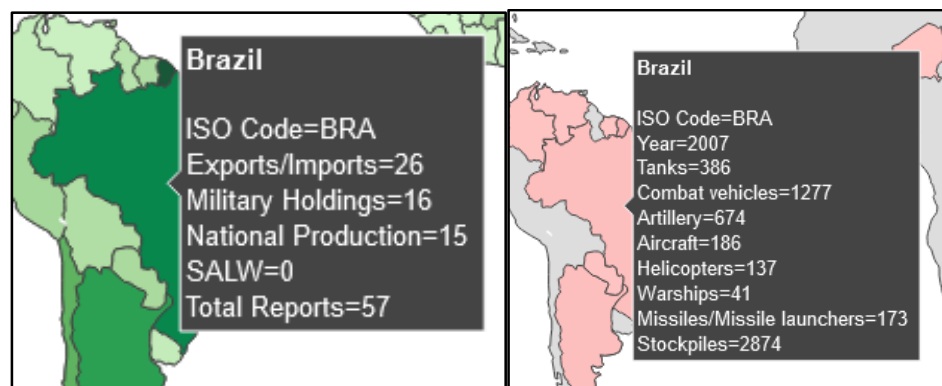 Brazil
ISO Code=BRA
Exports/Imports=26
Military Holdings=16
National Production=15
SALW=0
Total Reports=57
Brazil
ISO Code=BRA
Year=2007
Tanks=386
Combat vehicles=1277
Artillery=674
Aircraft=186
Helicopters=137
Warships=41
Missiles/Missile launchers=173
Stockpiles=2874